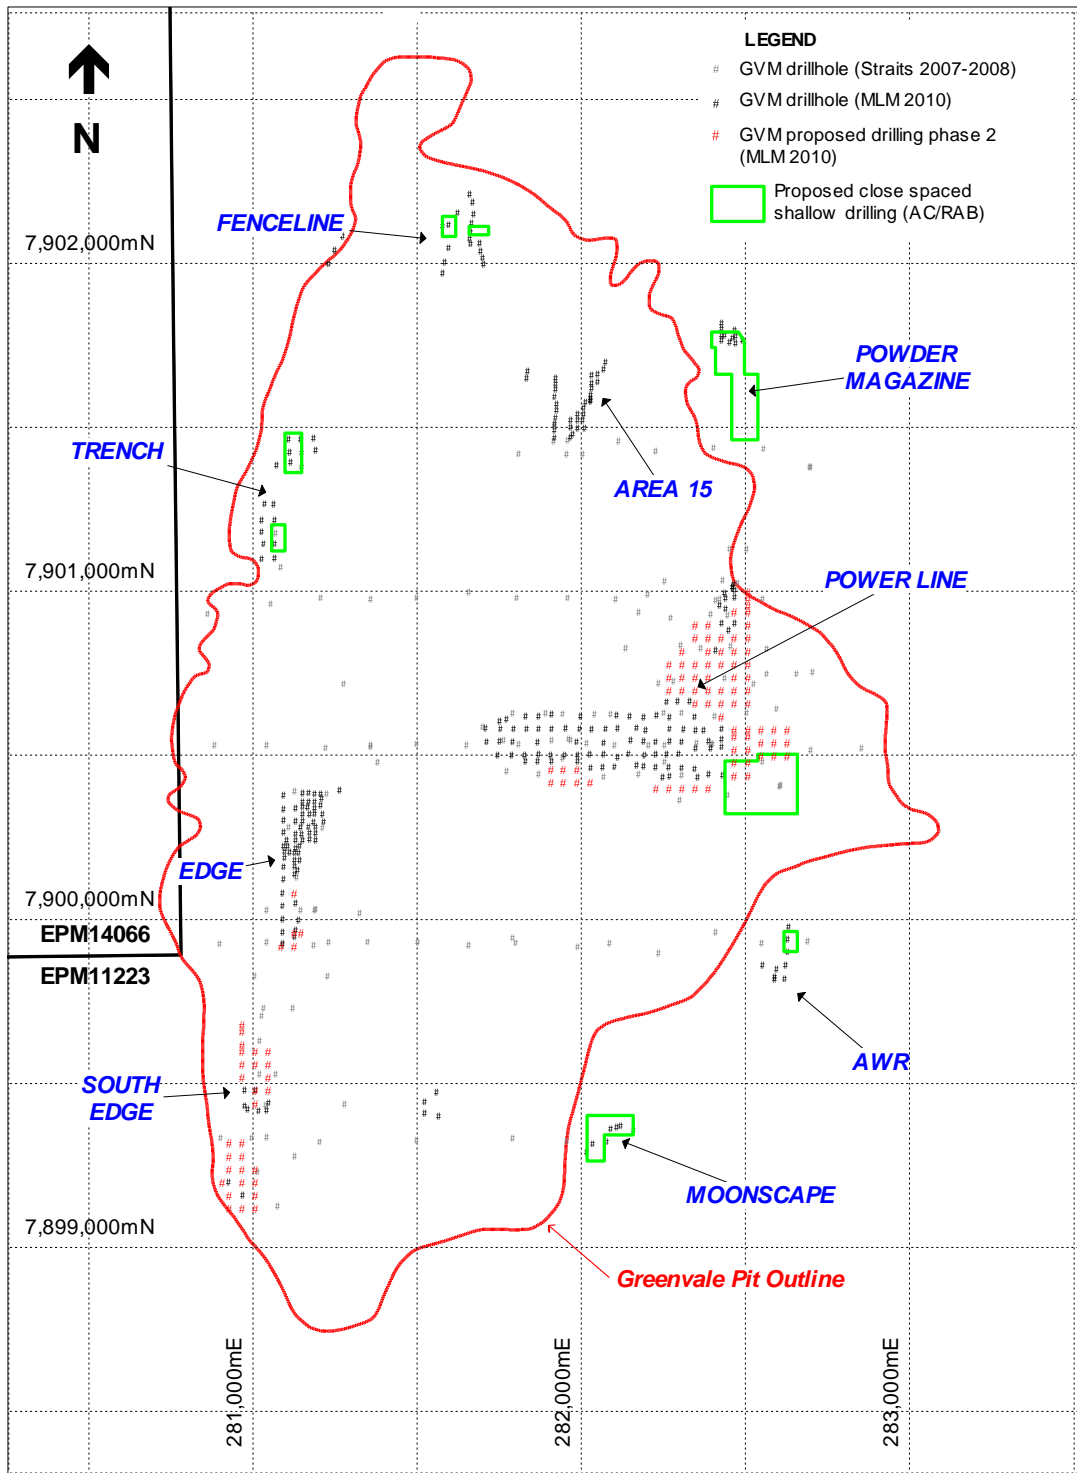 LEGEND
# GVM drillhole (Straits 2007-2008)
# GVM drillhole (MLM 2010)
# GVM proposed drilling phase 2
(MLM 2010)
Proposed close spaced
shallow drilling (AC/RAB)
N
FENCELINE
7,902,000mN
POWDER
MAGAZINE
TRENCH
AREA 15
7,901,000mN
POWER LINE
EDGE
7,900,000mN
EPM14066
EPM11223
AWR
SOUTH
EDGE
MOONSCAPE
7,899,000mN
Greenvale Pit Outline
281,000mE
282,000mE
283,000mE